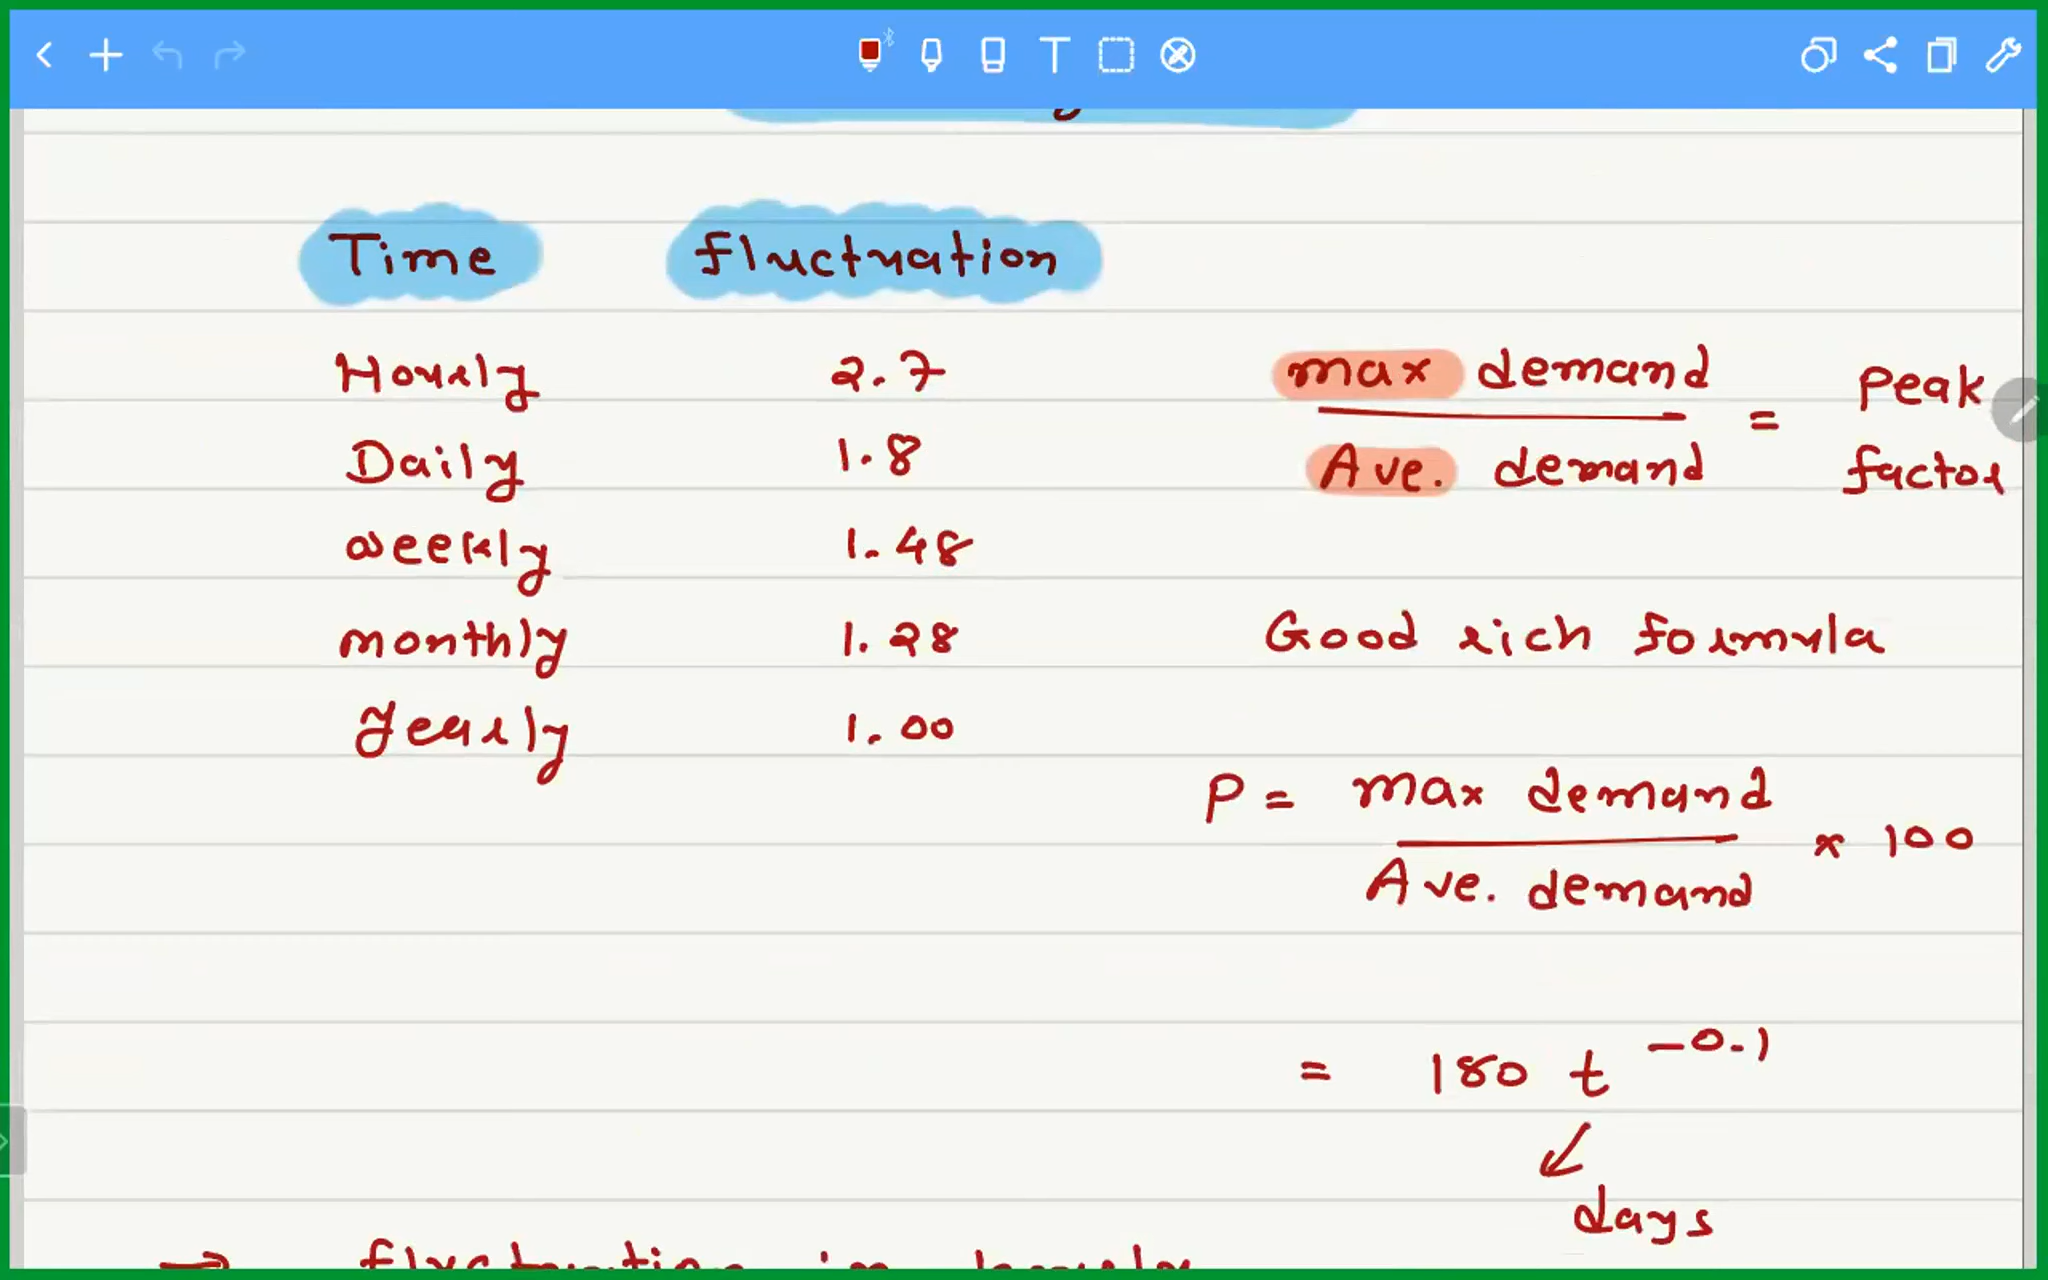 Time fluctuation
Hourly 2.7
Daily 1.8
weekly 1.48
monthly 1.28
yearly 1.00
max demand
Ave. demand
= Peak factor
Good rich formula
P = max demand
Ave. demand
x 100
= 180 t^-0.1
days